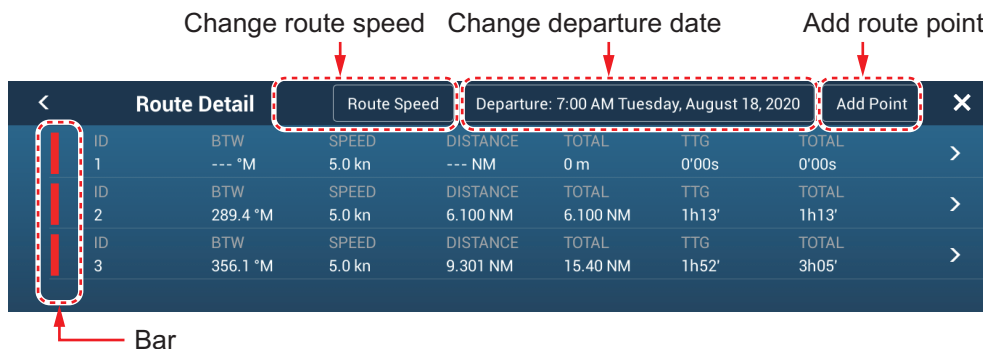 Change route speed Change departure date Add route point
Route Detail Route Speed Departure: 7:00 AM Tuesday, August 18, 2020 Add Point
ID BTW SPEED DISTANCE TOTAL TTG TOTAL
1 --- °M 5.0 kn --- NM 0 m 0'00s 0'00s
ID BTW SPEED DISTANCE TOTAL TTG TOTAL
2 289.4 °M 5.0 kn 6.100 NM 6.100 NM 1h13' 1h13'
ID BTW SPEED DISTANCE TOTAL TTG TOTAL
3 356.1 °M 5.0 kn 9.301 NM 15.40 NM 1h52' 3h05'
Bar